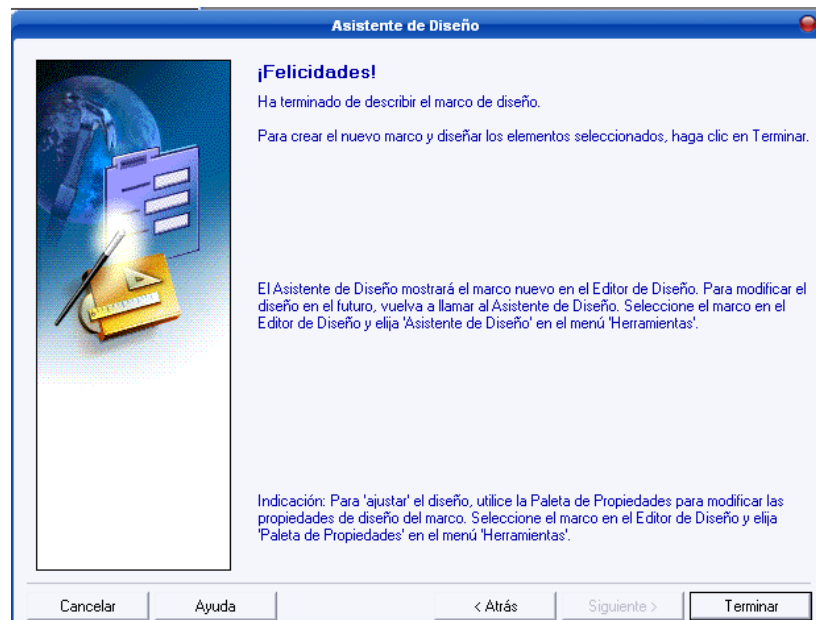 Asistente de Diseño
¡Felicidades!
Ha terminado de describir el marco de diseño.
Para crear el nuevo marco y diseñar los elementos seleccionados, haga clic en Terminar.
El Asistente de Diseño mostrará el marco nuevo en el Editor de Diseño. Para modificar el
diseño en el futuro, vuelva a llamar al Asistente de Diseño. Seleccione el marco en el
Editor de Diseño y elija 'Asistente de Diseño' en el menú 'Herramientas'.
Indicación: Para 'ajustar' el diseño, utilice la Paleta de Propiedades para modificar las
propiedades de diseño del marco. Seleccione el marco en el Editor de Diseño y elija
'Paleta de Propiedades' en el menú 'Herramientas'.
Cancelar Ayuda < Atrás Siguiente > Terminar